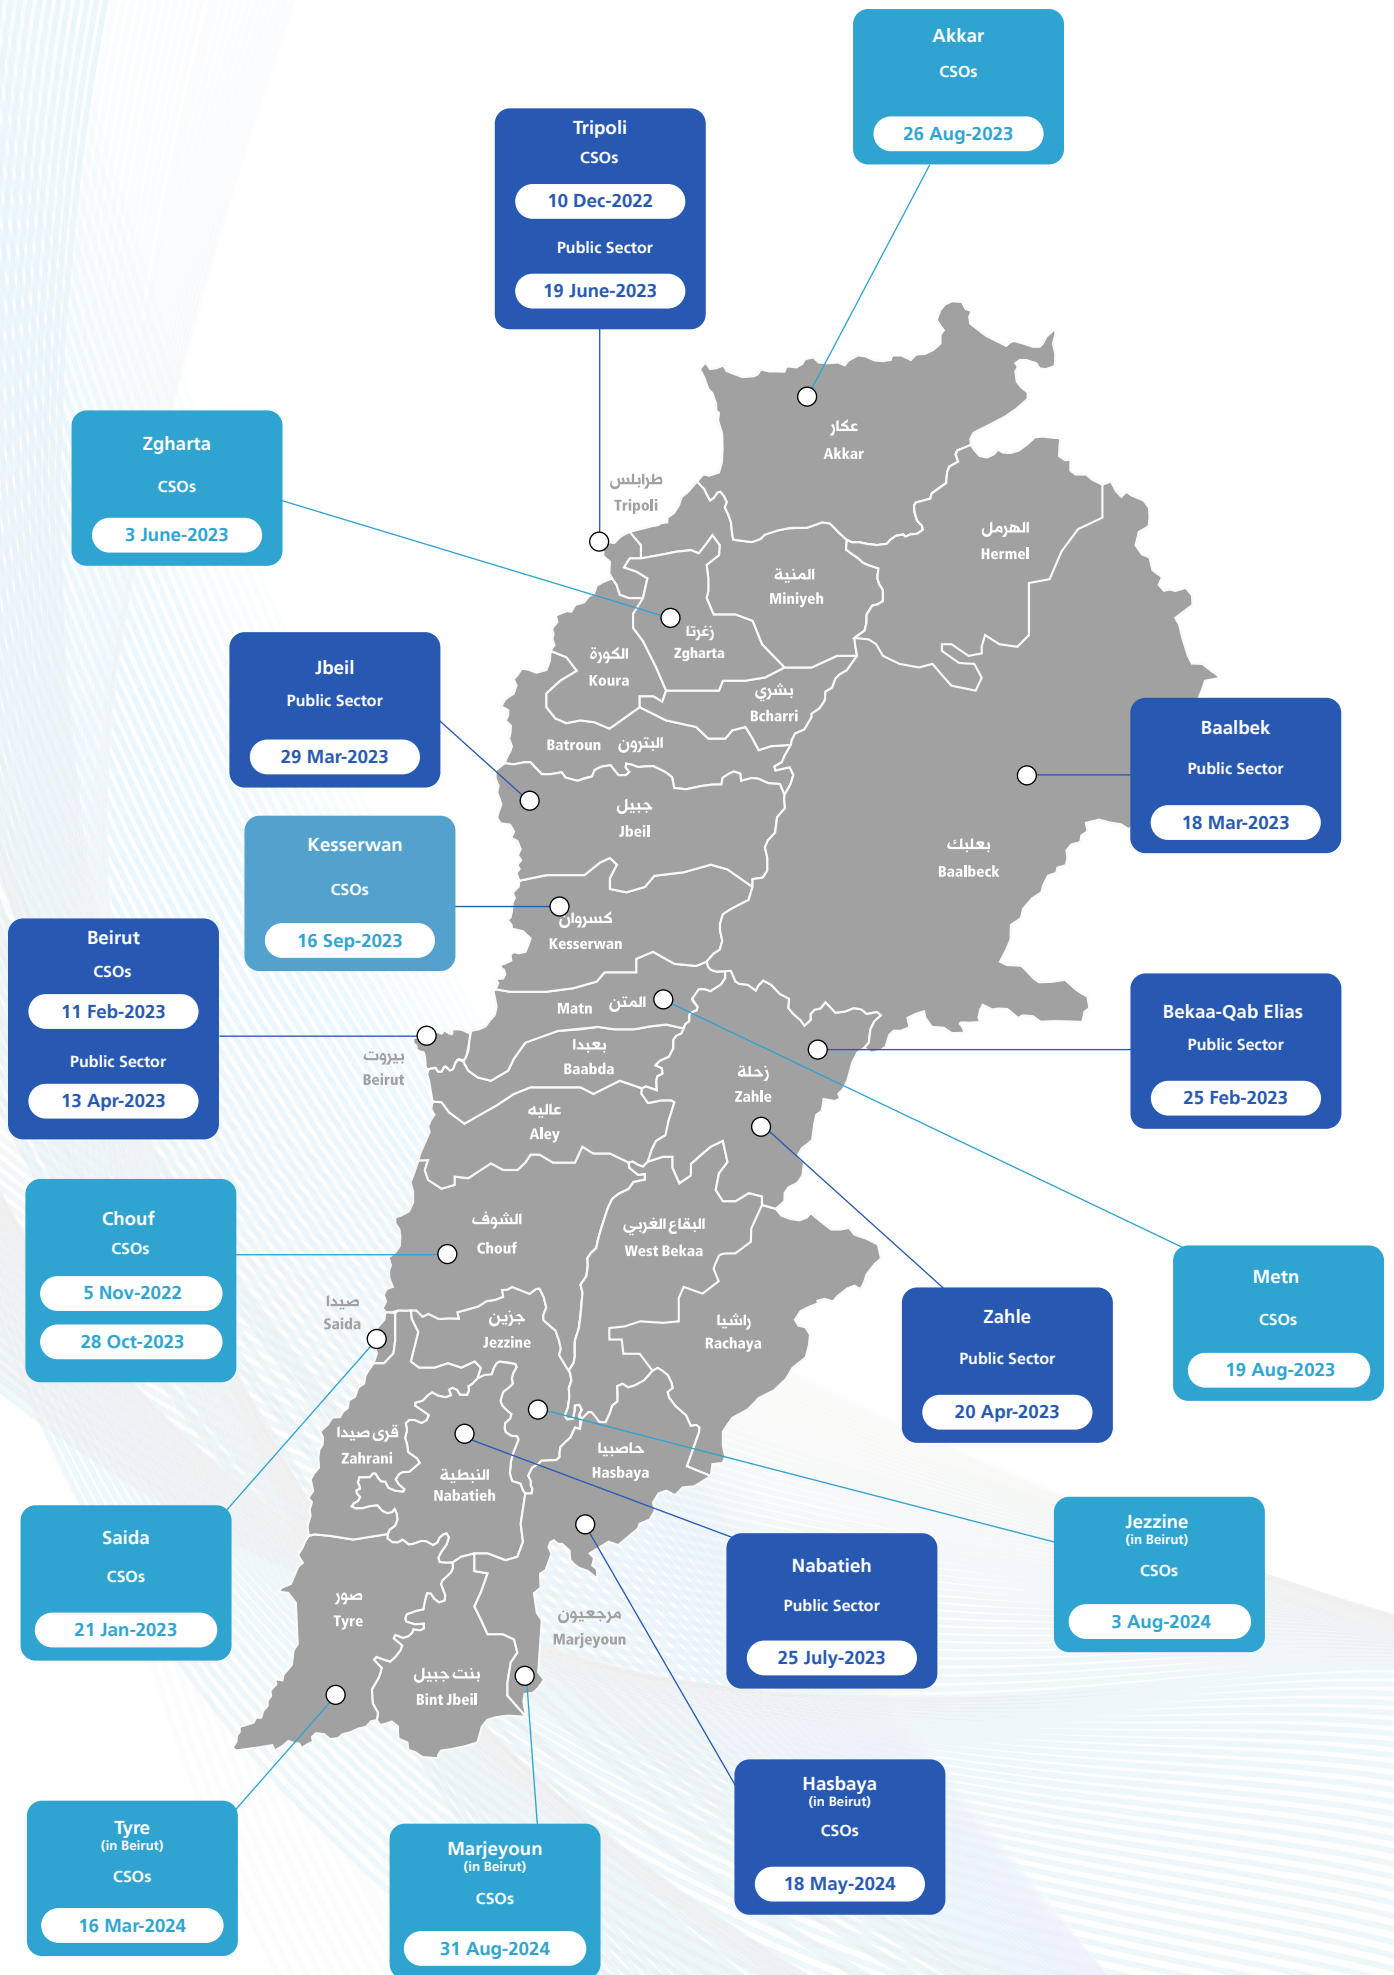 Akkar
CSOs
26 Aug-2023
Tripoli
CSOs
10 Dec-2022
Public Sector
19 June-2023
Zgharta
CSOs
3 June-2023
Jbeil
Public Sector
29 Mar-2023
Kesserwan
CSOs
16 Sep-2023
Beirut
CSOs
11 Feb-2023
Public Sector
13 Apr-2023
Chouf
CSOs
5 Nov-2022
28 Oct-2023
Saida
CSOs
21 Jan-2023
Tyre
(in Beirut)
CSOs
16 Mar-2024
Marjeyoun
(in Beirut)
CSOs
31 Aug-2024
Hasbaya
(in Beirut)
CSOs
18 May-2024
Nabatieh
Public Sector
25 July-2023
Jezzine
(in Beirut)
CSOs
3 Aug-2024
Zahle
Public Sector
20 Apr-2023
Metn
CSOs
19 Aug-2023
Bekaa-Qab Elias
Public Sector
25 Feb-2023
Baalbek
Public Sector
18 Mar-2023
عكار
Akkar
طرابلس
Tripoli
الهرمل
Hermel
المنية
Miniyeh
زغرتا
Zgharta
الكورة
Koura
بشري
Bcharri
Batroun البترون
جبيل
Jbeil
بعلبك
Baalbeck
كسروان
Kesserwan
Matn المتن
بيروت
Beirut
بعبدا
Baabda
زحلة
Zahle
عاليه
Aley
الشوف
Chouf
البقاع الغربي
West Bekaa
صيدا
Saida
جزين
Jezzine
راشيا
Rachaya
قرى صيدا
Zahrani
النبطية
Nabatieh
حاصبيا
Hasbaya
صور
Tyre
مرجعيون
Marjeyoun
بنت جبيل
Bint Jbeil